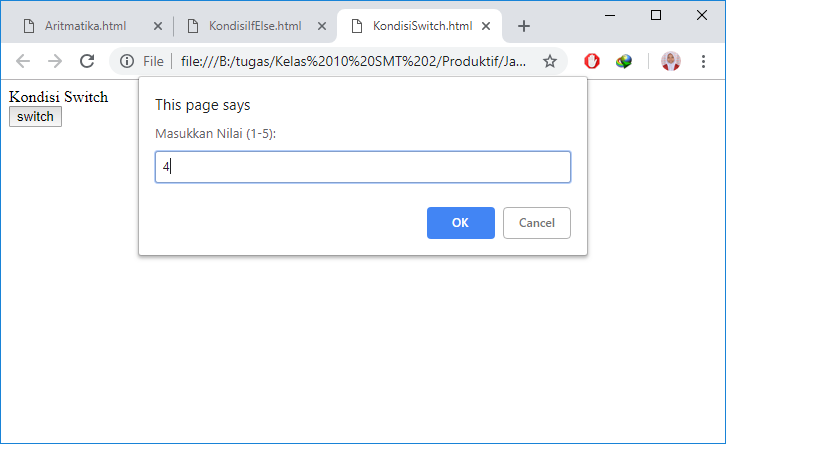 Aritmatika.html
KondisiIfElse.html
KondisiSwitch.html
File
file:///B:/tugas/Kelas%2010%20SMT%202/Produktif/Ja...
Kondisi Switch
switch
This page says
Masukkan Nilai (1-5):
4
OK
Cancel